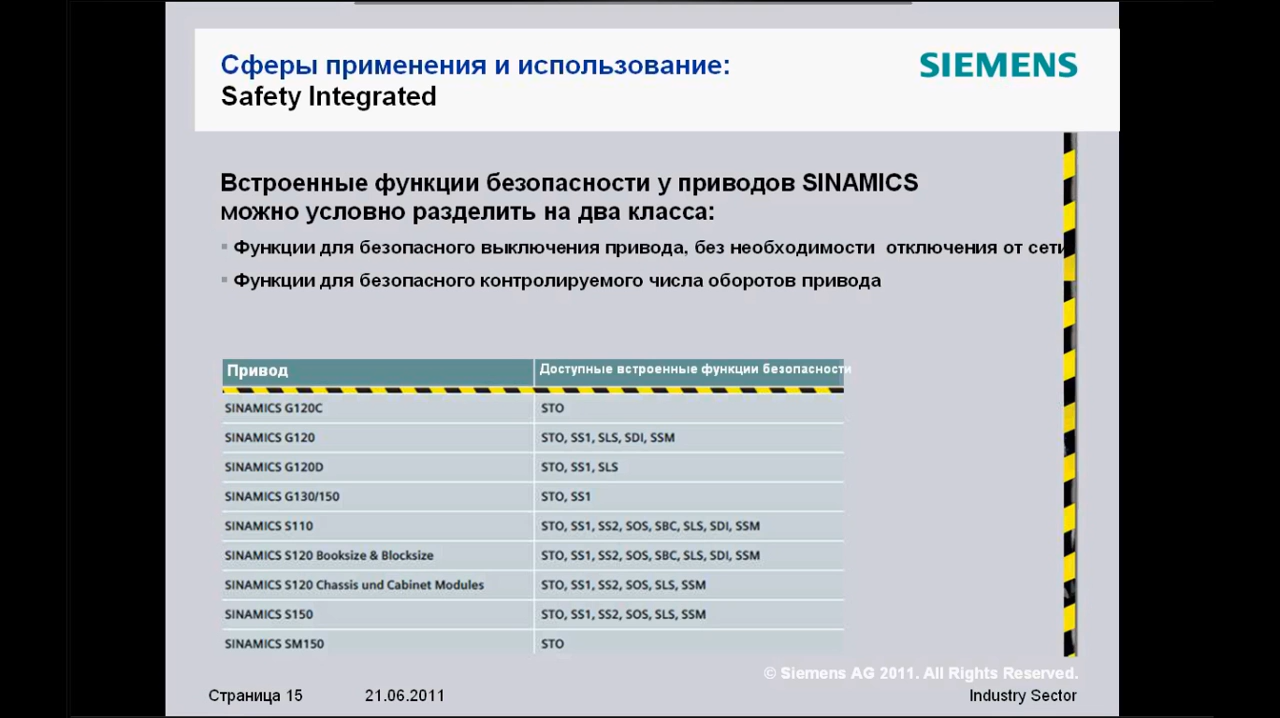 Сферы применения и использование:
SIEMENS
Safety Integrated
Встроенные функции безопасности у приводов SINAMICS
можно условно разделить на два класса:
Функции для безопасного выключения привода, без необходимости отключения от сети
Функции для безопасного контролируемого числа оборотов привода
Привод Доступные встроенные функции безопасности
SINAMICS G120C STO
SINAMICS G120 STO, SS1, SLS, SDI, SSM
SINAMICS G120D STO, SS1, SLS
SINAMICS G130/150 STO, SS1
SINAMICS S110 STO, SS1, SS2, SOS, SBC, SLS, SDI, SSM
SINAMICS S120 Booksize & Blocksize STO, SS1, SS2, SOS, SBC, SLS, SDI, SSM
SINAMICS S120 Chassis und Cabinet Modules STO, SS1, SS2, SOS, SLS, SSM
SINAMICS S150 STO, SS1, SS2, SOS, SLS, SSM
SINAMICS SM150 STO
© Siemens AG 2011. All Rights Reserved.
Страница 15 21.06.2011 Industry Sector